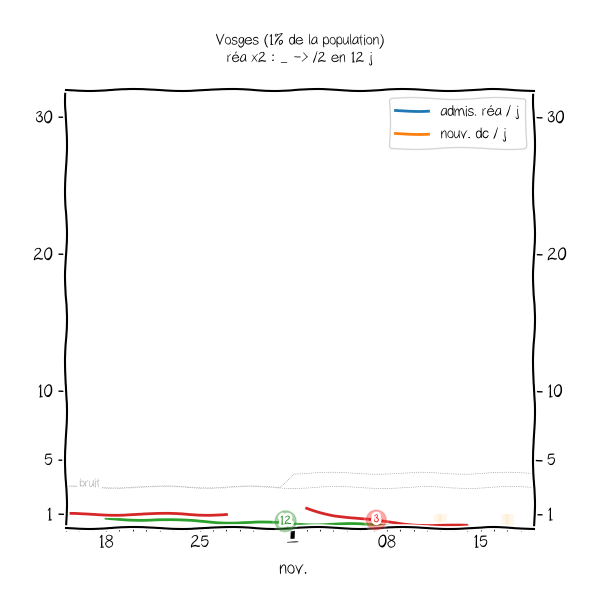 Vosges (1% de la population)
réa x2 : _ -> /2 en 12 j
admis. réa / j
nouv. dc / j
30
30
20
20
10
10
5
5
bruit
1
12
3
1
18
25
1
08
15
nov.